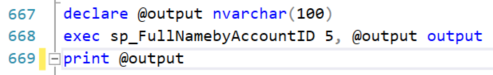 667 declare @output nvarchar(100)
668 exec sp_FullNamebyAccountID 5, @output output
669 print @output